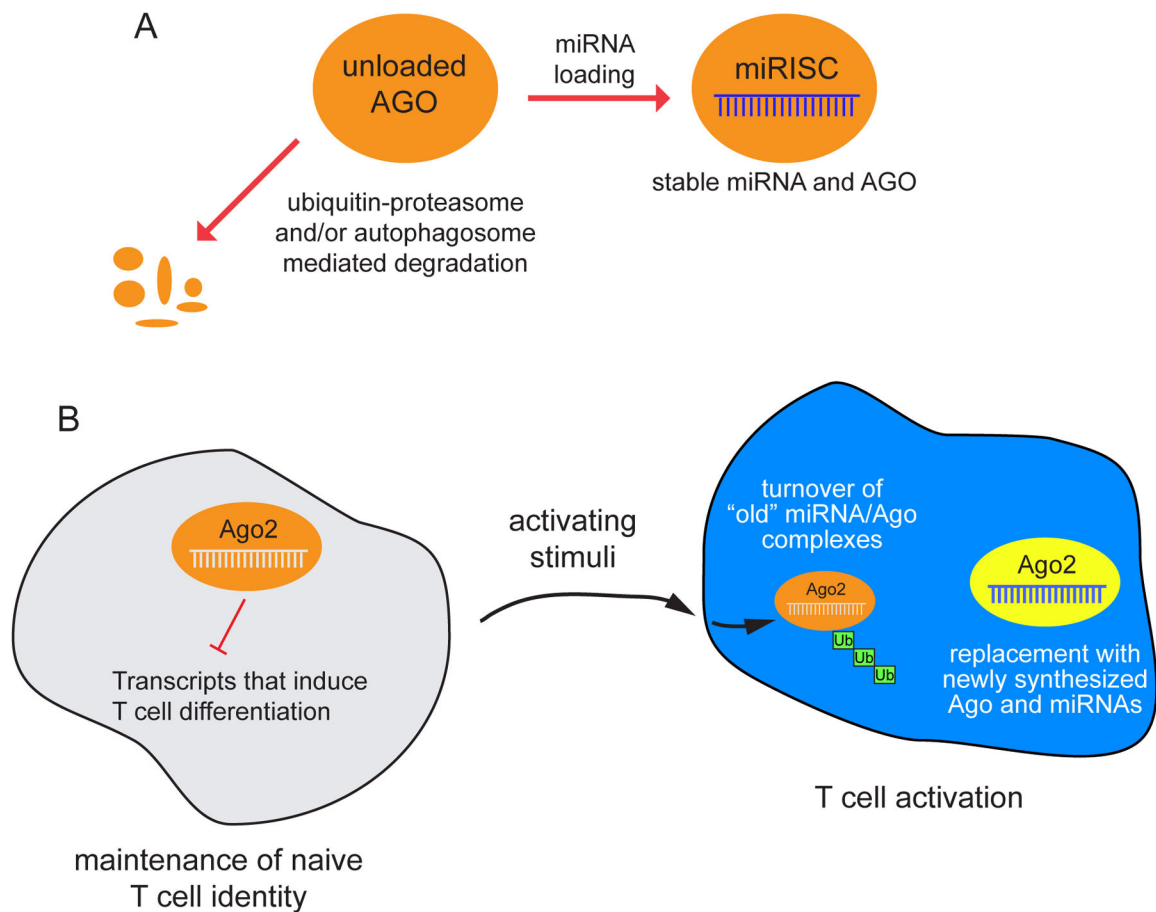 A
unloaded
AGO
miRNA
loading
miRISC
stable miRNA and AGO
ubiquitin-proteasome
and/or autophagosome
mediated degradation
B
Ago2
Transcripts that induce
T cell differentiation
maintenance of naive
T cell identity
activating
stimuli
turnover of
“old” miRNA/Ago
complexes
Ago2
Ub
Ub
Ub
Ago2
replacement with
newly synthesized
Ago and miRNAs
T cell activation